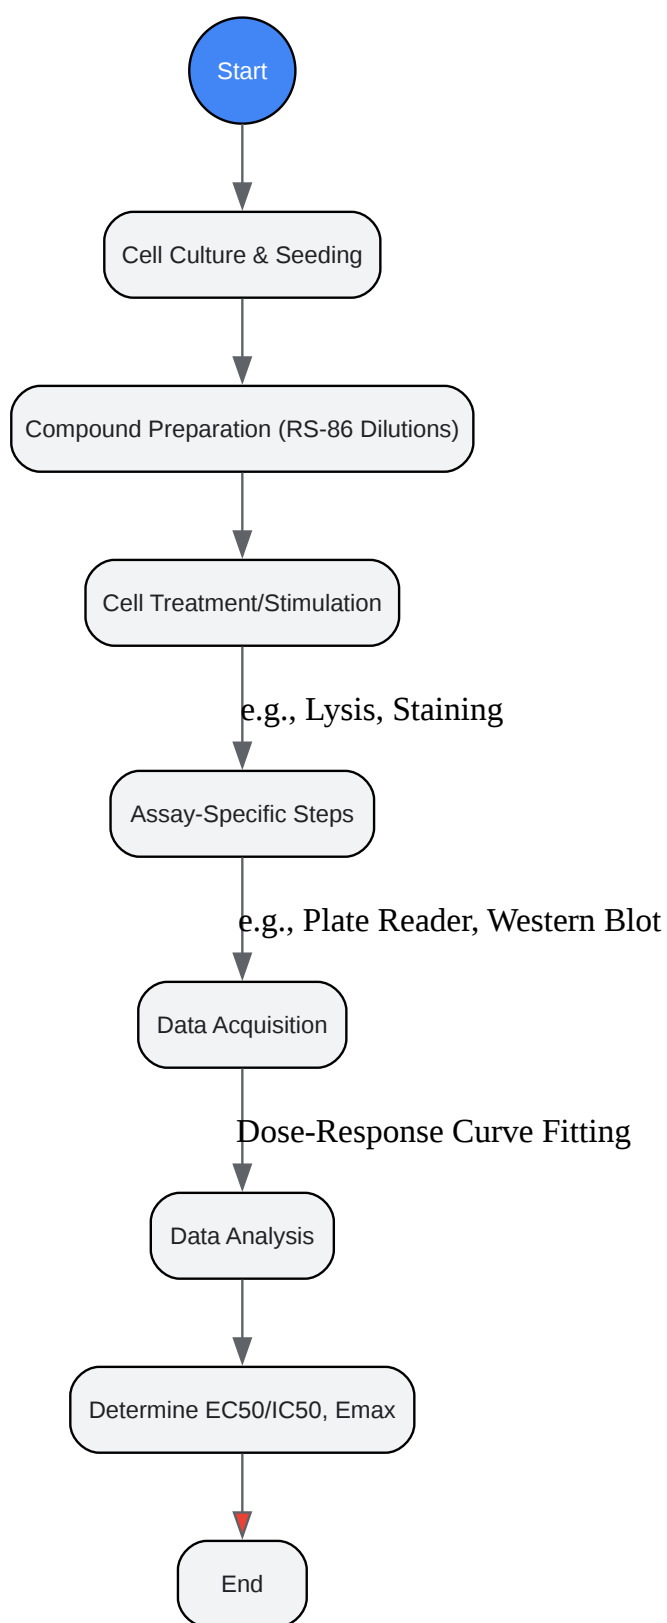 Start
Cell Culture & Seeding
Compound Preparation (RS-86 Dilutions)
Cell Treatment/Stimulation
e.g., Lysis, Staining
Assay-Specific Steps
e.g., Plate Reader, Western Blot
Data Acquisition
Dose-Response Curve Fitting
Data Analysis
Determine EC50/IC50, Emax
End